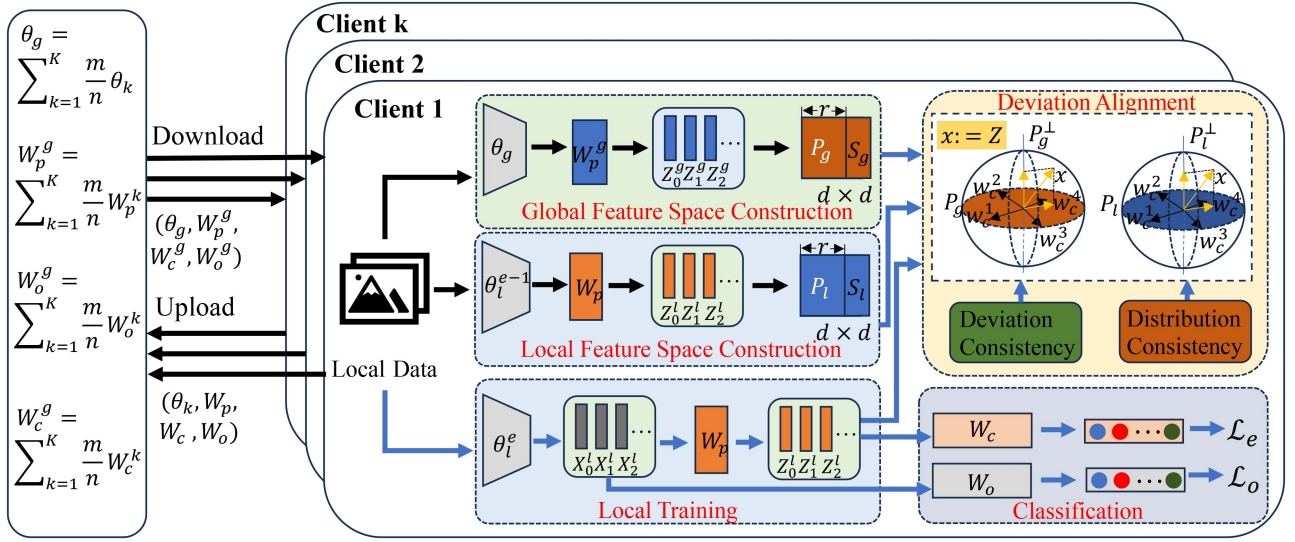 θ_g =
∑_{k=1}^{K} m/n θ_k
W_p^g =
∑_{k=1}^{K} m/n W_p^k
W_o^g =
∑_{k=1}^{K} m/n W_o^k
W_c^g =
∑_{k=1}^{K} m/n W_c^k
Download
(θ_g, W_p^g,
W_c^g, W_o^g)
Upload
(θ_k, W_p,
W_c, W_o)
Client k
Client 2
Client 1
Local Data
θ_g
W_p^g
Z_0^g Z_1^g Z_2^g ⋯
r
P_g S_g
d × d
Global Feature Space Construction
θ_l^{e−1}
W_p
Z_0^l Z_1^l Z_2^l ⋯
r
P_l S_l
d × d
Local Feature Space Construction
θ_l^e
X_0^l X_1^l X_2^l ⋯
W_p
Z_0^l Z_1^l Z_2^l ⋯
Local Training
Deviation Alignment
x := Z
P_g^⊥
x
w_c^2
w_c^4
P_g
w_c^1
w_c^3
P_l^⊥
x
w_c^2
w_c^4
P_l
w_c^1
w_c^3
Deviation
Consistency
Distribution
Consistency
W_c
⋯
ℒ_e
W_o
⋯
ℒ_o
Classification